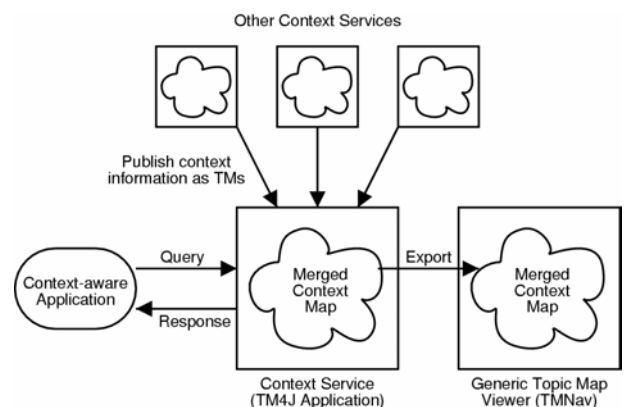 Other Context Services
Publish context
information as TMs
Query
Context-aware
Application
Response
Merged
Context
Map
Export
Merged
Context
Map
Context Service
(TM4J Application)
Generic Topic Map
Viewer (TMNav)